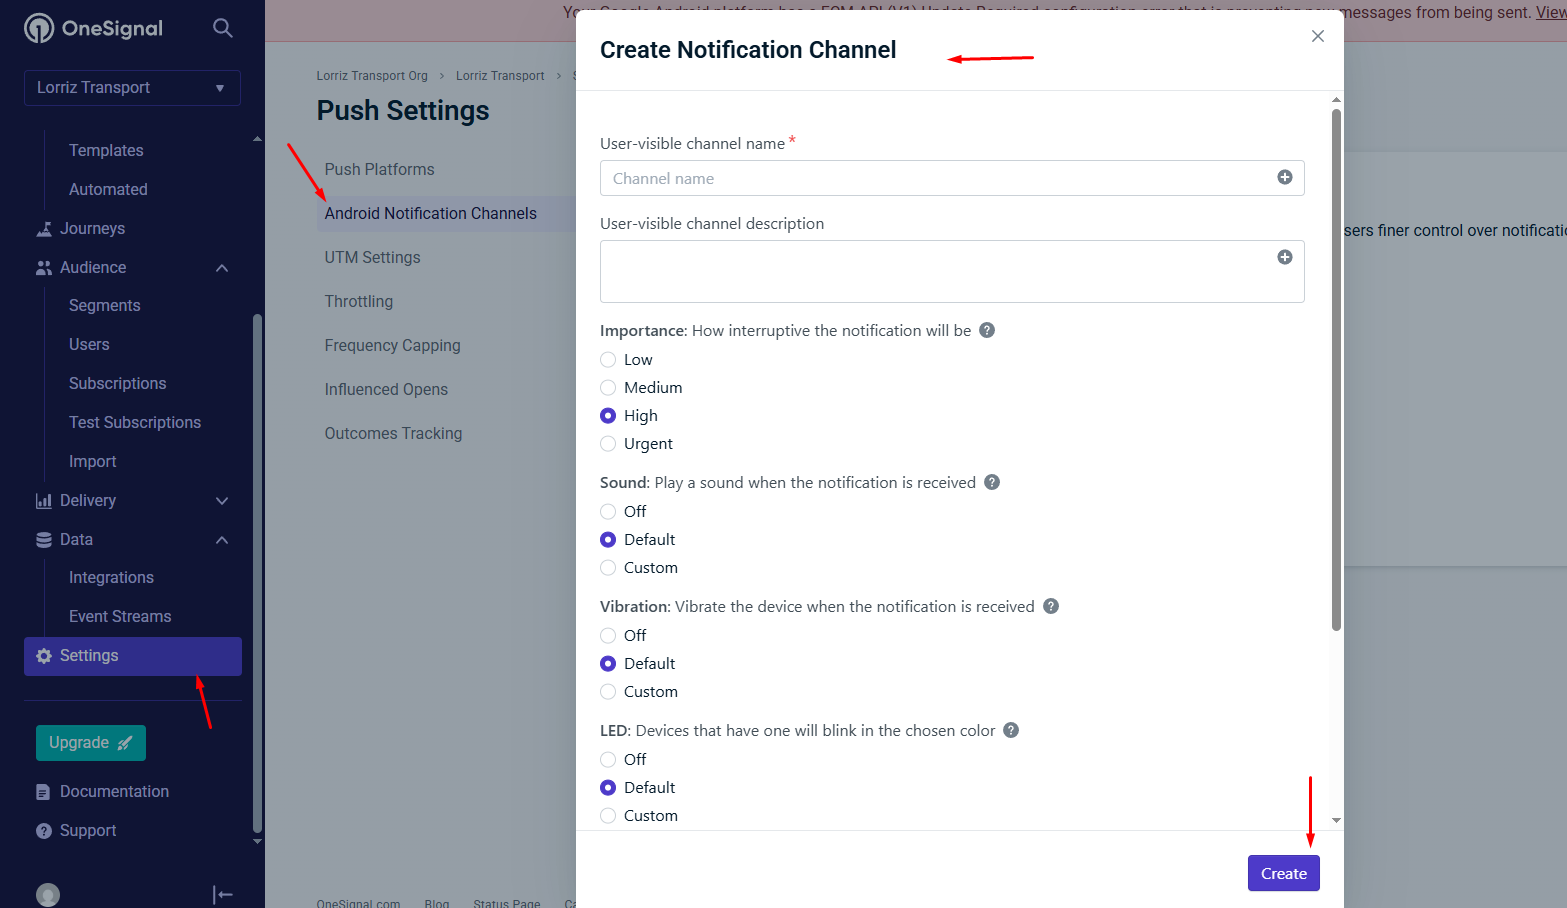 OneSignal
Lorriz Transport
Templates
Automated
Journeys
Audience
Segments
Users
Subscriptions
Test Subscriptions
Import
Delivery
Data
Integrations
Event Streams
Settings
Upgrade
Documentation
Support
messages from being sent. View
Lorriz Transport Org > Lorriz Transport > S
Push Settings
Push Platforms
Android Notification Channels
UTM Settings
Throttling
Frequency Capping
Influenced Opens
Outcomes Tracking
OneSignal.com Blog Status Page
Create Notification Channel
User-visible channel name *
Channel name
User-visible channel description
Importance: How interruptive the notification will be ?
Low
Medium
High
Urgent
Sound: Play a sound when the notification is received ?
Off
Default
Custom
Vibration: Vibrate the device when the notification is received ?
Off
Default
Custom
LED: Devices that have one will blink in the chosen color ?
Off
Default
Custom
Create
sers finer control over notificatio